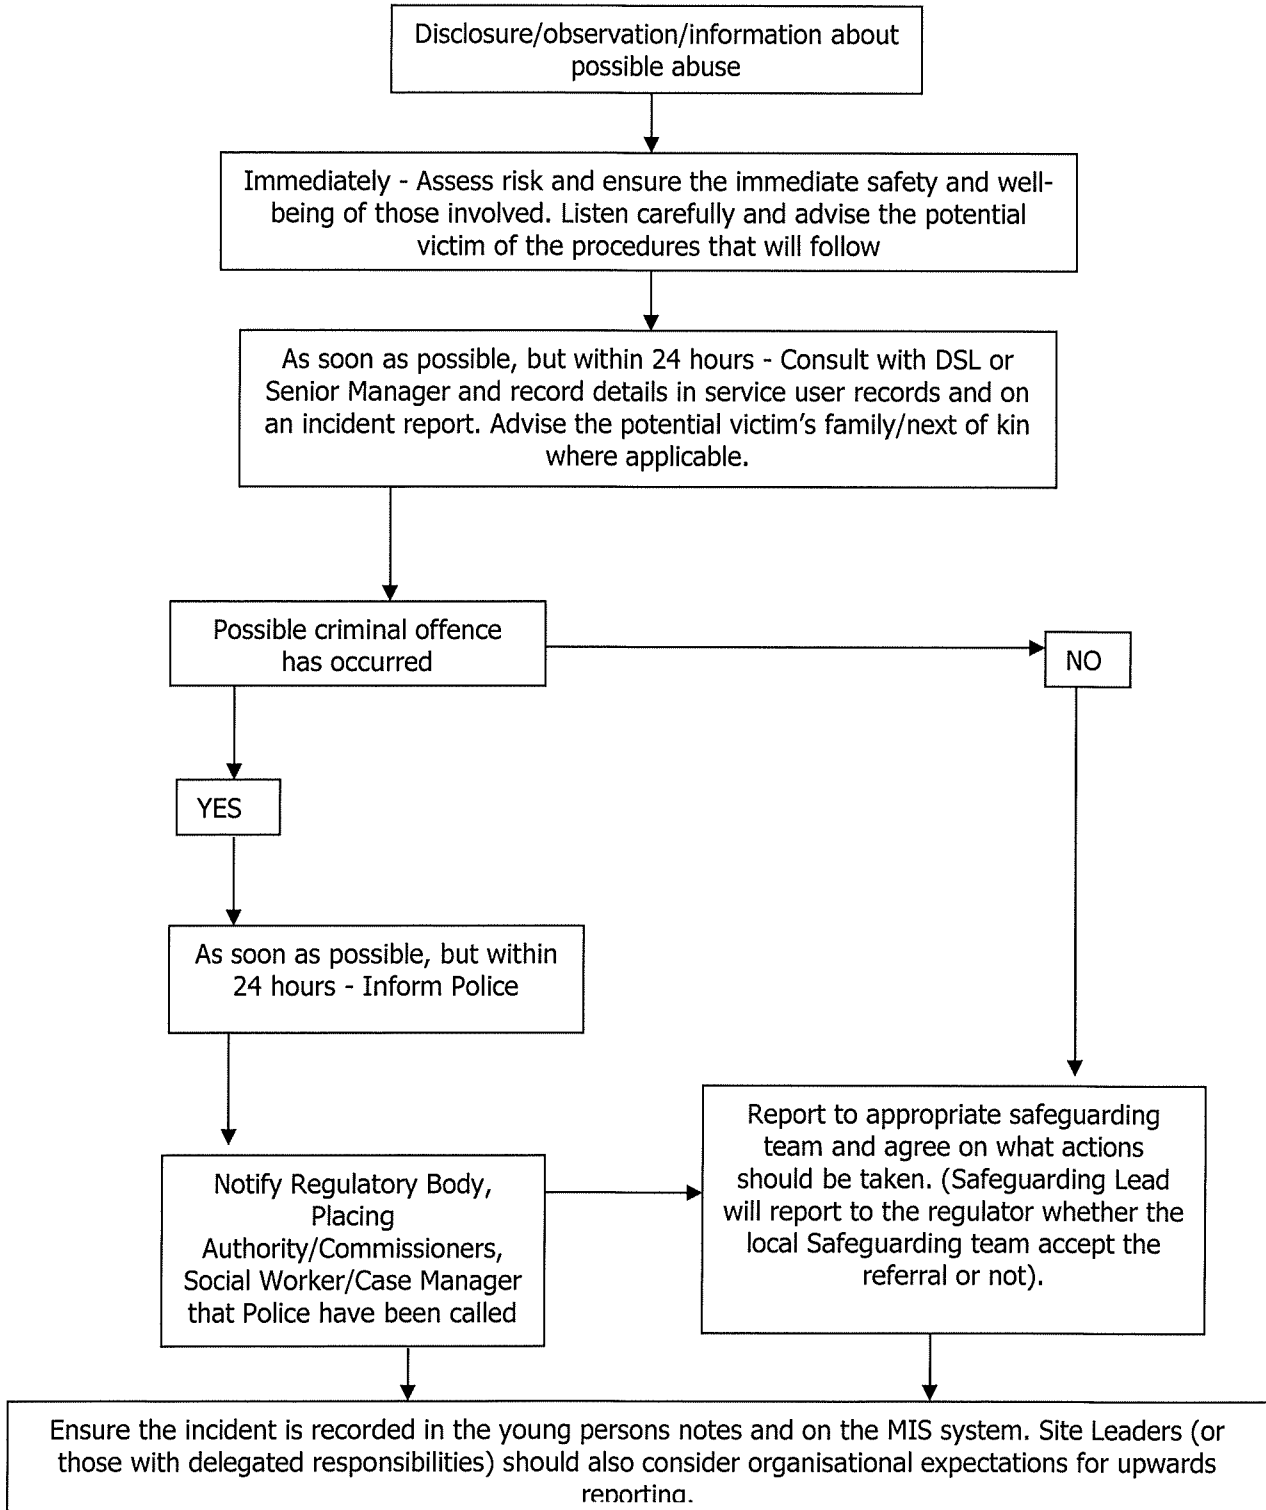 Disclosure/observation/information about
possible abuse
Immediately - Assess risk and ensure the immediate safety and well-
being of those involved. Listen carefully and advise the potential
victim of the procedures that will follow
As soon as possible, but within 24 hours - Consult with DSL or
Senior Manager and record details in service user records and on
an incident report. Advise the potential victim's family/next of kin
where applicable.
Possible criminal offence
has occurred
NO
YES
As soon as possible, but within
24 hours - Inform Police
Notify Regulatory Body,
Placing
Authority/Commissioners,
Social Worker/Case Manager
that Police have been called
Report to appropriate safeguarding
team and agree on what actions
should be taken. (Safeguarding Lead
will report to the regulator whether the
local Safeguarding team accept the
referral or not).
Ensure the incident is recorded in the young persons notes and on the MIS system. Site Leaders (or
those with delegated responsibilities) should also consider organisational expectations for upwards
reporting.